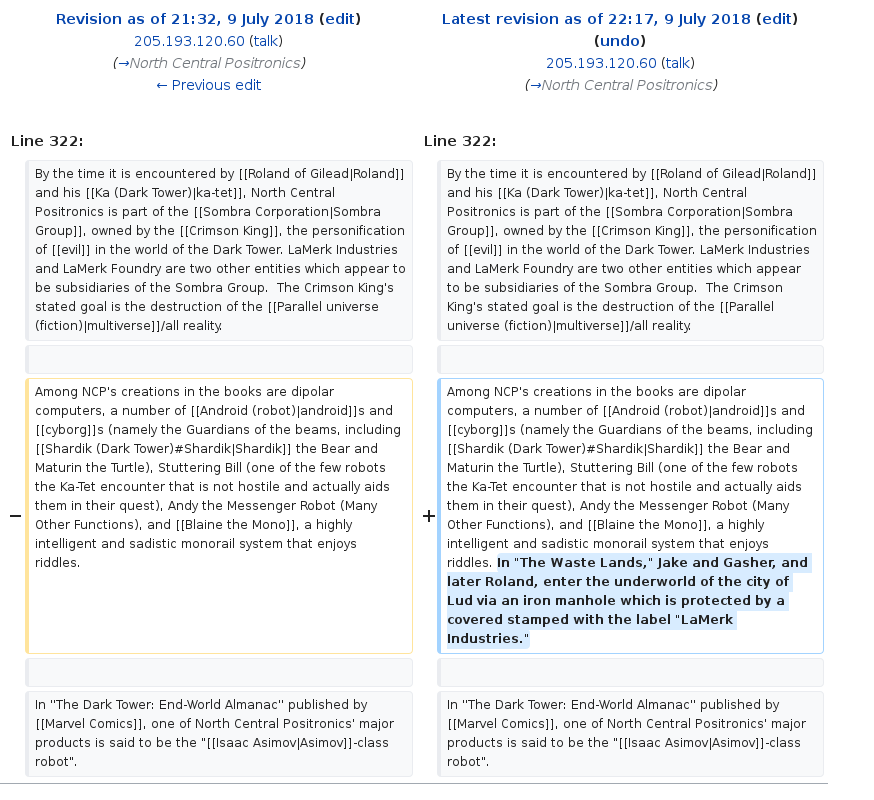 Revision as of 21:32, 9 July 2018 (edit)
205.193.120.60 (talk)
(→North Central Positronics)
← Previous edit
Latest revision as of 22:17, 9 July 2018 (edit)
(undo)
205.193.120.60 (talk)
(→North Central Positronics)
Line 322:
Line 322:
By the time it is encountered by [[Roland of Gilead|Roland]]
and his [[Ka (Dark Tower)|ka-tet]], North Central
Positronics is part of the [[Sombra Corporation|Sombra
Group]], owned by the [[Crimson King]], the personification
of [[evil]] in the world of the Dark Tower. LaMerk Industries
and LaMerk Foundry are two other entities which appear to
be subsidiaries of the Sombra Group.  The Crimson King's
stated goal is the destruction of the [[Parallel universe
(fiction)|multiverse]]/all reality.
By the time it is encountered by [[Roland of Gilead|Roland]]
and his [[Ka (Dark Tower)|ka-tet]], North Central
Positronics is part of the [[Sombra Corporation|Sombra
Group]], owned by the [[Crimson King]], the personification
of [[evil]] in the world of the Dark Tower. LaMerk Industries
and LaMerk Foundry are two other entities which appear
to be subsidiaries of the Sombra Group.  The Crimson
King's stated goal is the destruction of the [[Parallel
universe (fiction)|multiverse]]/all reality.
− Among NCP's creations in the books are dipolar
computers, a number of [[Android (robot)|android]]s and
[[cyborg]]s (namely the Guardians of the beams, including
[[Shardik (Dark Tower)#Shardik|Shardik]] the Bear and
Maturin the Turtle), Stuttering Bill (one of the few robots
the Ka-Tet encounter that is not hostile and actually aids
them in their quest), Andy the Messenger Robot (Many
Other Functions), and [[Blaine the Mono]], a highly
intelligent and sadistic monorail system that enjoys
riddles.
+ Among NCP's creations in the books are dipolar
computers, a number of [[Android (robot)|android]]s and
[[cyborg]]s (namely the Guardians of the beams, including
[[Shardik (Dark Tower)#Shardik|Shardik]] the Bear and
Maturin the Turtle), Stuttering Bill (one of the few robots
the Ka-Tet encounter that is not hostile and actually aids
them in their quest), Andy the Messenger Robot (Many
Other Functions), and [[Blaine the Mono]], a highly
intelligent and sadistic monorail system that enjoys
riddles. In "The Waste Lands," Jake and Gasher, and
later Roland, enter the underworld of the city of
Lud via an iron manhole which is protected by a
covered stamped with the label "LaMerk
Industries."
In "The Dark Tower: End-World Almanac" published by
[[Marvel Comics]], one of North Central Positronics' major
products is said to be the "[[Isaac Asimov|Asimov]]-class
robot".
In "The Dark Tower: End-World Almanac" published by
[[Marvel Comics]], one of North Central Positronics' major
products is said to be the "[[Isaac Asimov|Asimov]]-class
robot".